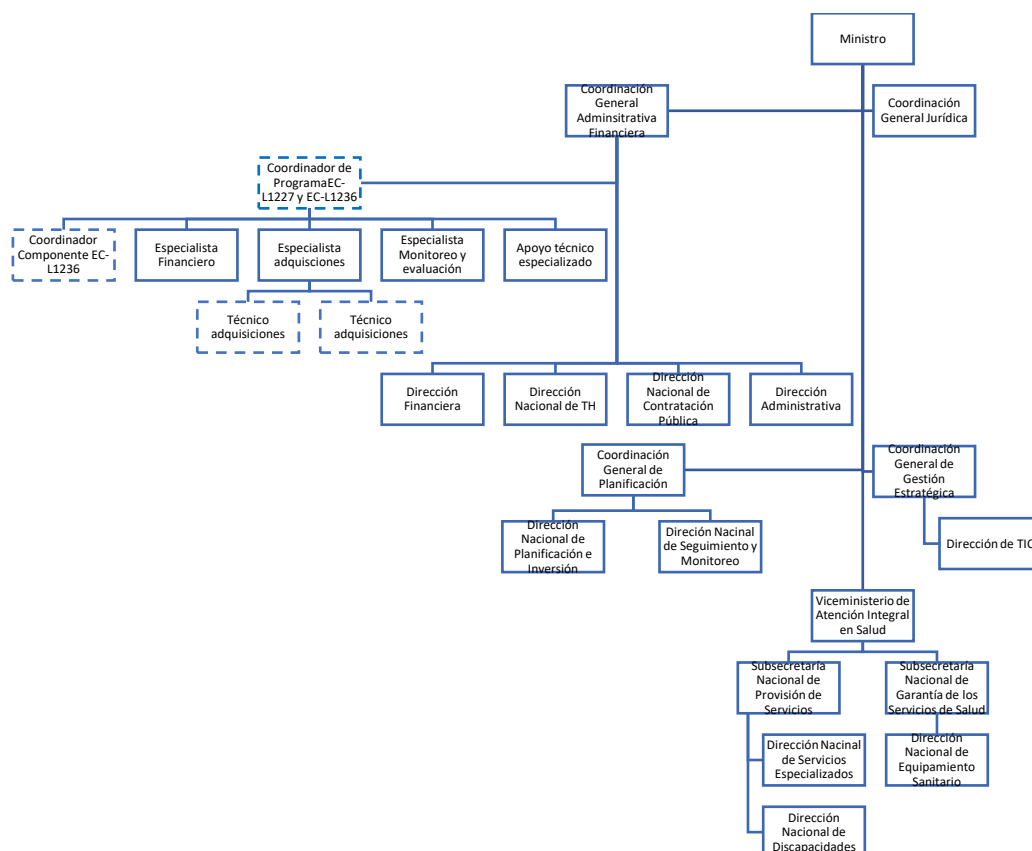 Ministro
Coordinación
General
Adminsitrativa
Financiera
Coordinación
General Jurídica
Coordinador de
ProgramaEC-
L1227 y EC-L1236
Coordinador
Componente EC-
L1236
Especialista
Financiero
Especialista
adquisiciones
Especialista
Monitoreo y
evaluación
Apoyo técnico
especializado
Técnico
adquisiciones
Técnico
adquisiciones
Dirección
Financiera
Dirección
Nacional de TH
Dirección
Nacional de
Contratación
Pública
Dirección
Administrativa
Coordinación
General de
Planificación
Coordinación
General de
Gestión
Estratégica
Dirección
Nacional de
Planificación e
Inversión
Direción Nacinal
de Seguimiento y
Monitoreo
Dirección de TIC
Viceministerio de
Atención Integral
en Salud
Subsecretaría
Nacional de
Provisión de
Servicios
Subsecretaría
Nacional de
Garantía de los
Servicios de Salud
Dirección Nacinal
de Servicios
Especializados
Dirección
Nacional de
Equipamiento
Sanitario
Dirección
Nacional de
Discapacidades